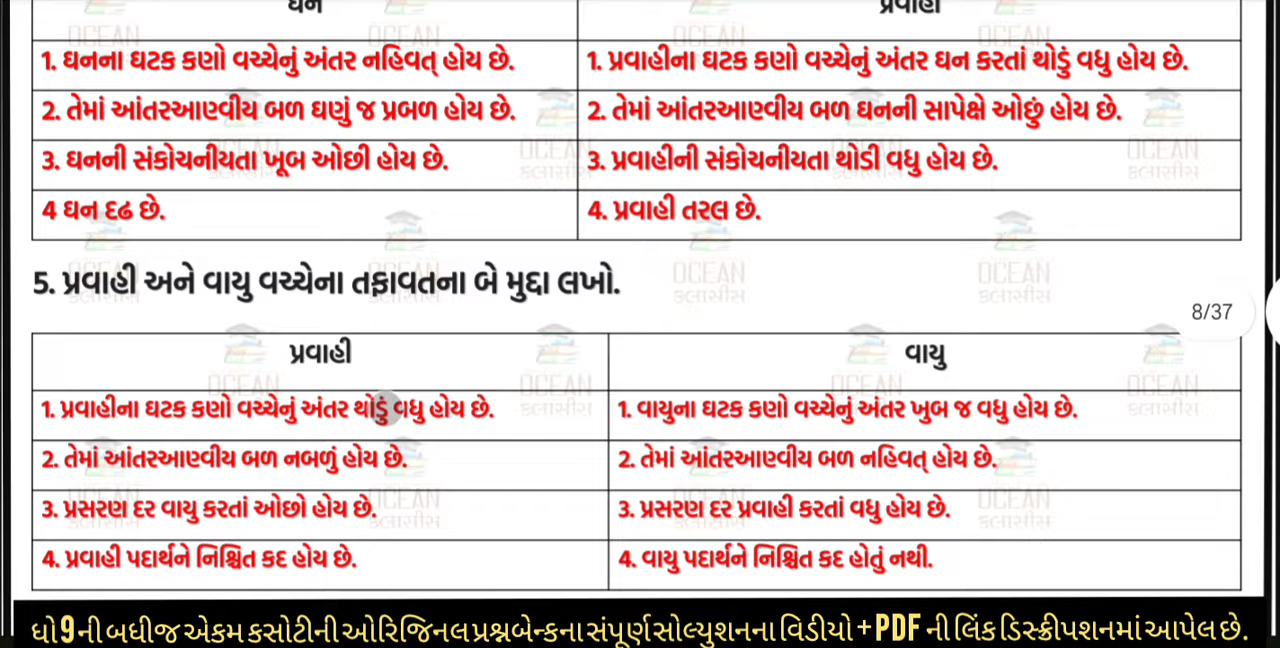 ઘન પ્રવાહી
1. ઘનના ઘટક કણો વચ્ચેનું અંતર નહિવત્ હોય છે. 1. પ્રવાહીના ઘટક કણો વચ્ચેનું અંતર ઘન કરતાં થોડું વધુ હોય છે.
2. તેમાં આંતરઆણ્વીય બળ ઘણું જ પ્રબળ હોય છે. 2. તેમાં આંતરઆણ્વીય બળ ઘનની સાપેક્ષે ઓછું હોય છે.
3. ઘનની સંકોચનીયતા ખૂબ ઓછી હોય છે. 3. પ્રવાહીની સંકોચનીયતા થોડી વધુ હોય છે.
4 ઘન દઢ છે. 4. પ્રવાહી તરલ છે.
5. પ્રવાહી અને વાયુ વચ્ચેના તફાવતના બે મુદ્દા લખો.
8/37
પ્રવાહી વાયુ
1. પ્રવાહીના ઘટક કણો વચ્ચેનું અંતર થોડું વધુ હોય છે. 1. વાયુના ઘટક કણો વચ્ચેનું અંતર ખુબ જ વધુ હોય છે.
2. તેમાં આંતરઆણ્વીય બળ નબળું હોય છે. 2. તેમાં આંતરઆણ્વીય બળ નહિવત્ હોય છે.
3. પ્રસરણ દર વાયુ કરતાં ઓછો હોય છે. 3. પ્રસરણ દર પ્રવાહી કરતાં વધુ હોય છે.
4. પ્રવાહી પદાર્થને નિશ્ચિત કદ હોય છે. 4. વાયુ પદાર્થને નિશ્ચિત કદ હોતું નથી.
ધો 9 ની બધીજ એકમ કસોટીની ઓરિજિનલ પ્રશ્નબેન્કના સંપૂર્ણ સોલ્યુશનના વિડીયો + PDF ની લિંક ડિસ્ક્રીપશનમાં આપેલ છે.
OCEAN
કલાસીસ